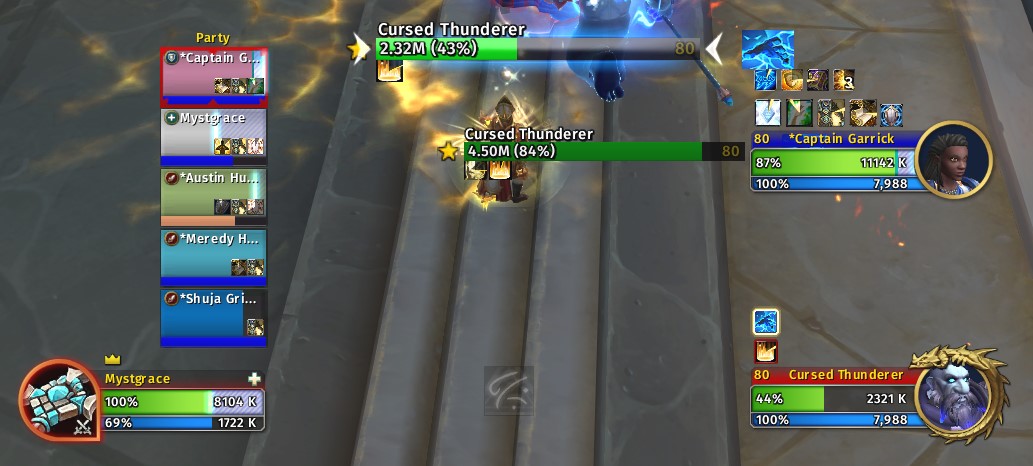 Party
*Captain G...
Mystgrace
*Austin Hu...
*Meredy H...
*Shuja Gri...
Cursed Thunderer
2.32M (43%) 80
Cursed Thunderer
4.50M (84%) 80
3
80 *Captain Garrick
87% 11142 K
100% 7,988
Mystgrace
100% 8104 K
69% 1722 K
80 Cursed Thunderer
44% 2321 K
100% 7,988